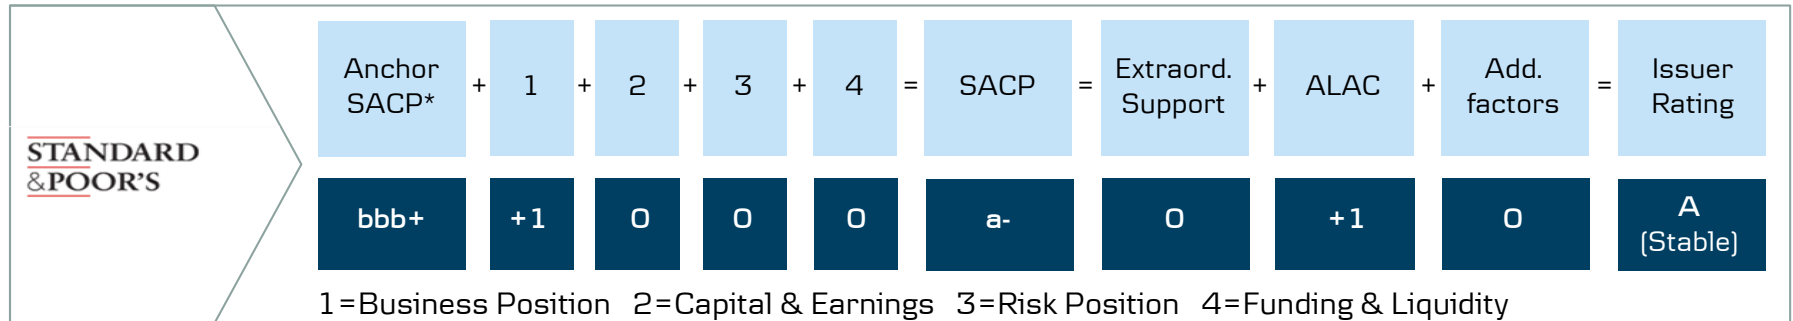 Anchor SACP* + 1 + 2 + 3 + 4 = SACP = Extraord. Support + ALAC + Add. factors = Issuer Rating
STANDARD
&POOR'S
bbb+ +1 0 0 0 a- 0 +1 0 A (Stable)
1=Business Position 2=Capital & Earnings 3=Risk Position 4=Funding & Liquidity